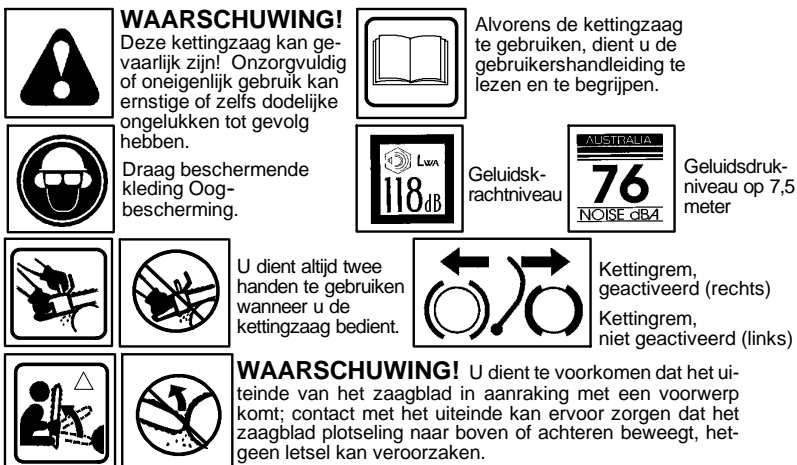 WAARSCHUWING!
Deze kettingzaag kan ge-
vaarlijk zijn! Onzorgvuldig
of oneigenlijk gebruik kan
ernstige of zelfs dodelijke
ongelukken tot gevolg
hebben.
Alvorens de kettingzaag
te gebruiken, dient u de
gebruikershandleiding te
lezen en te begrijpen.
Draag beschermende
kleding Oog-
bescherming.
LWA
118dB
Geluidsk-
rachtniveau
AUSTRALIA
76
NOISE dBA
Geluidsdruk-
niveau op 7,5
meter
U dient altijd twee
handen te gebruiken
wanneer u de
kettingzaag bedient.
Kettingrem,
geactiveerd (rechts)
Kettingrem,
niet geactiveerd (links)
WAARSCHUWING! U dient te voorkomen dat het ui-
teinde van het zaagblad in aanraking met een voorwerp
komt; contact met het uiteinde kan ervoor zorgen dat het
zaagblad plotseling naar boven of achteren beweegt, het-
geen letsel kan veroorzaken.